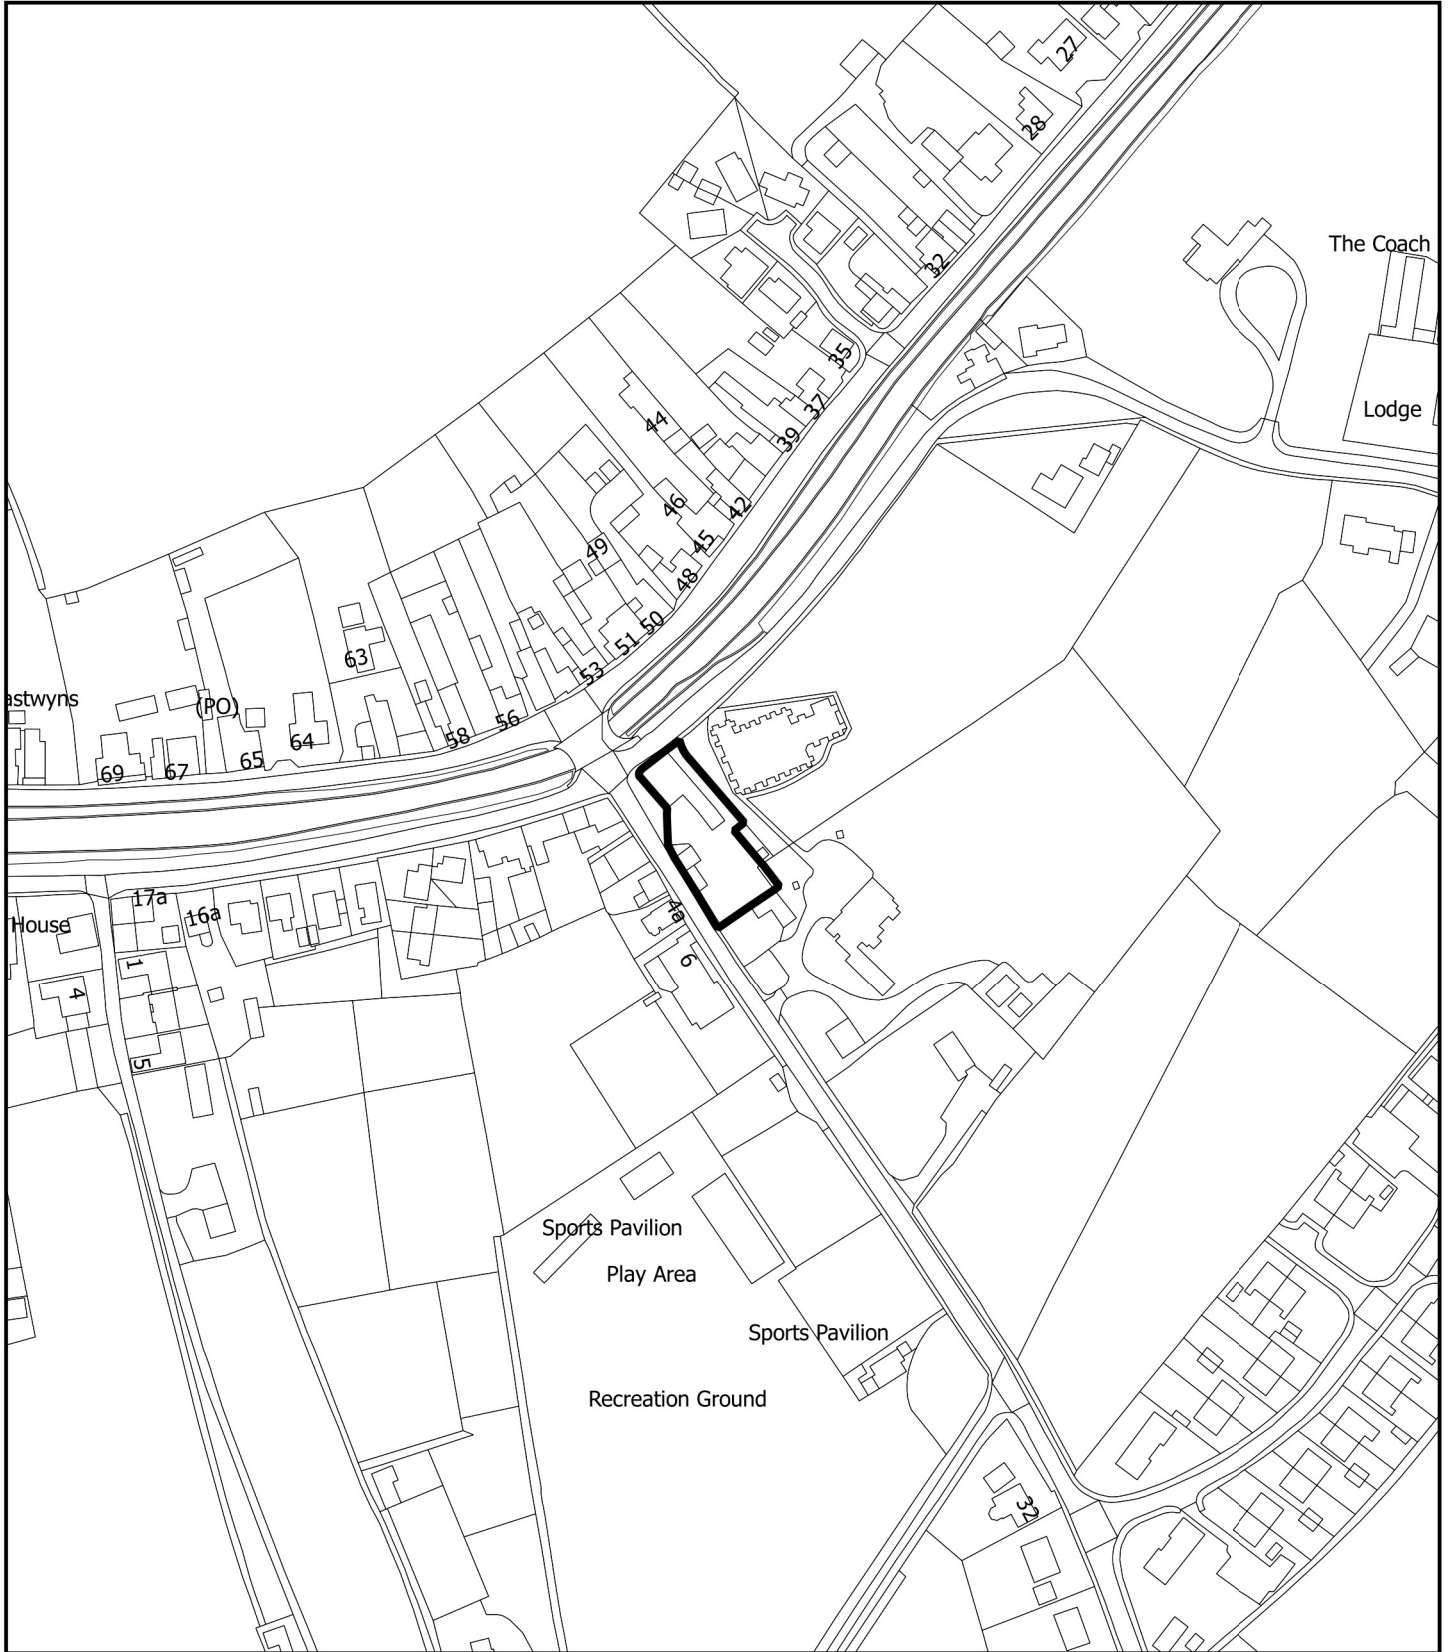 27
28
The Coach
32
35
Lodge
37
44
39
46
42
49
45
48
50
51
63
53
astwyns
(PO)
56
58
64
65
69
67
17a
16a
4a
House
6
1
4
5
Sports Pavilion
Play Area
Sports Pavilion
Recreation Ground
32